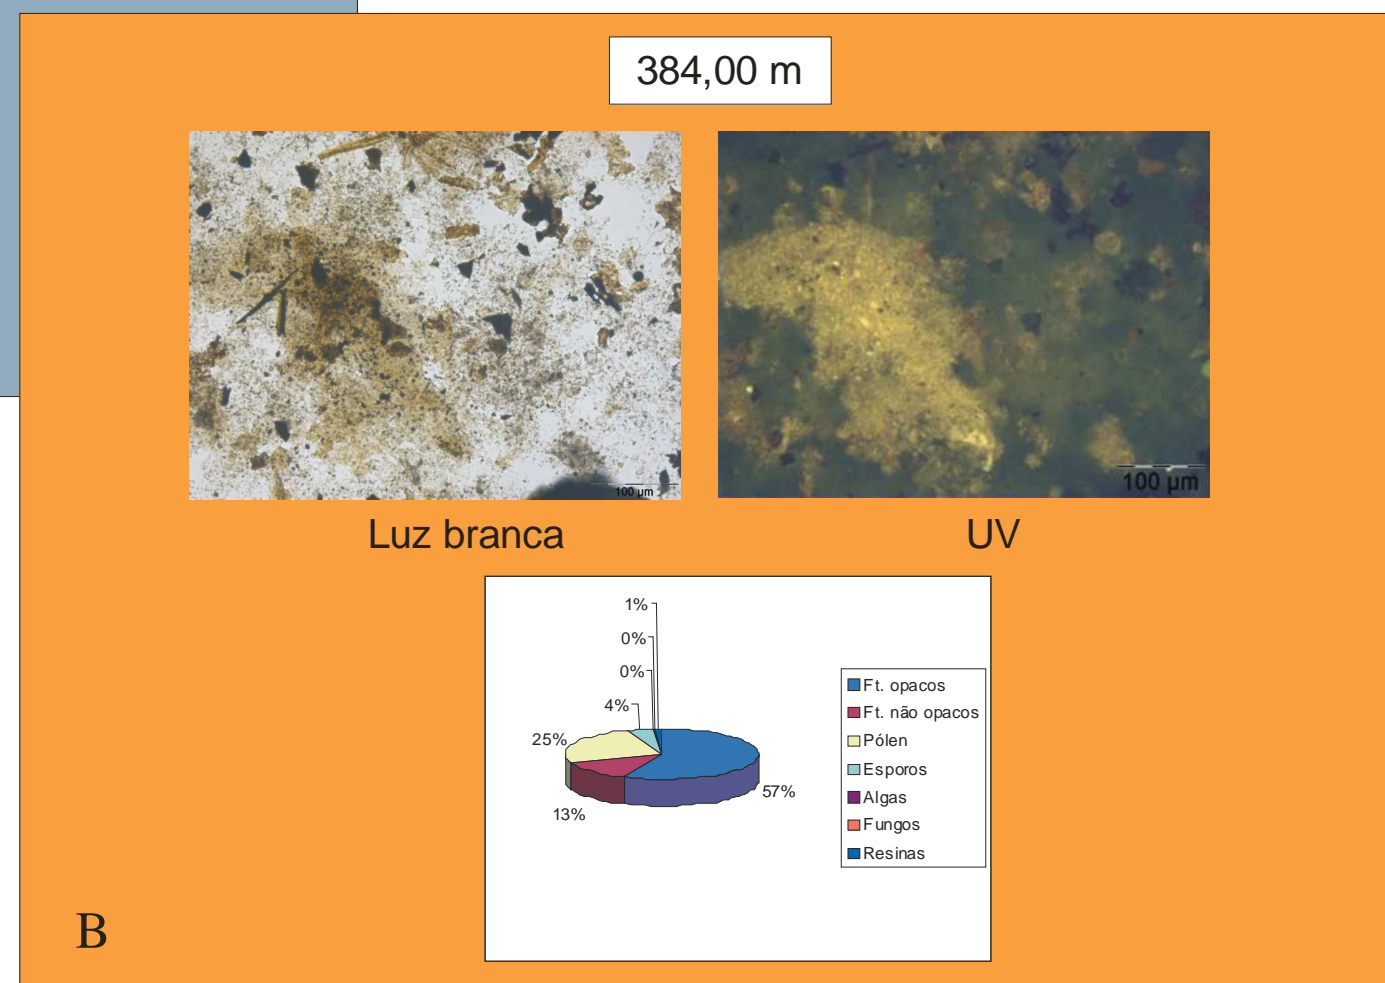 384,00 m
100 µm
100 µm
Luz branca
UV
1%
0%
0%
4%
25%
57%
13%
Ft. opacos
Ft. não opacos
Pólen
Esporos
Algas
Fungos
Resinas
B